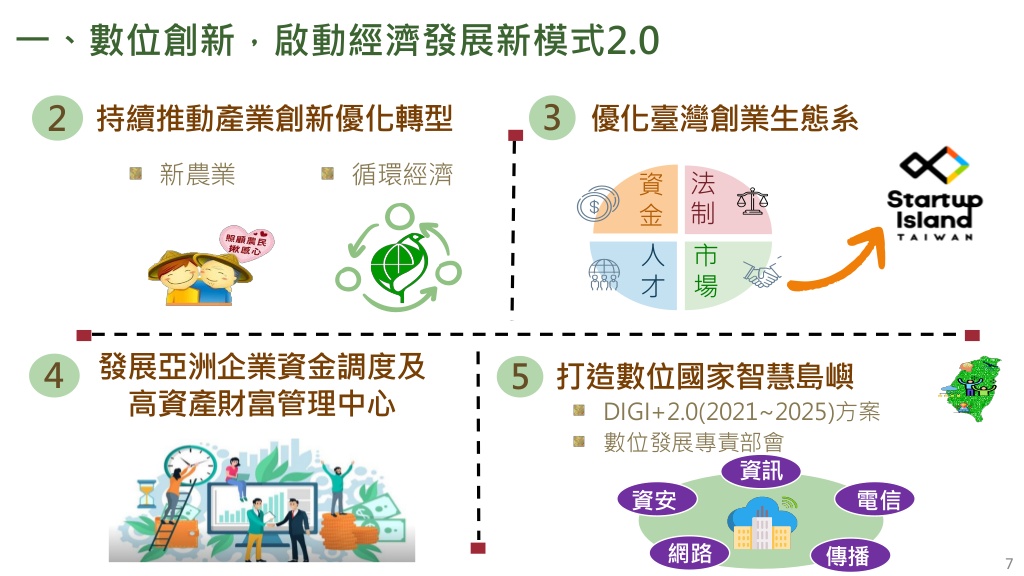 一、數位創新，啟動經濟發展新模式2.0
2 持續推動產業創新優化轉型
新農業
循環經濟
照顧農民
揪感心
3 優化臺灣創業生態系
資金
法制
人才
市場
Startup
Island
TAIWAN
4 發展亞洲企業資金調度及
高資產財富管理中心
5 打造數位國家智慧島嶼
DIGI+2.0(2021~2025)方案
數位發展專責部會
資訊
資安
電信
網路
傳播
7